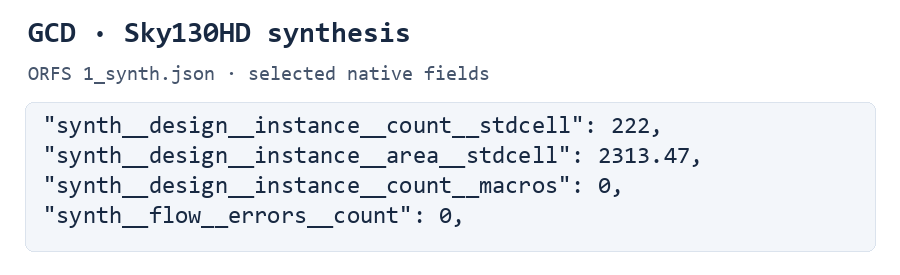 GCD · Sky130HD synthesis
ORFS 1_synth.json · selected native fields
"synth__design__instance__count__stdcell": 222,
"synth__design__instance__area__stdcell": 2313.47,
"synth__design__instance__count__macros": 0,
"synth__flow__errors__count": 0,